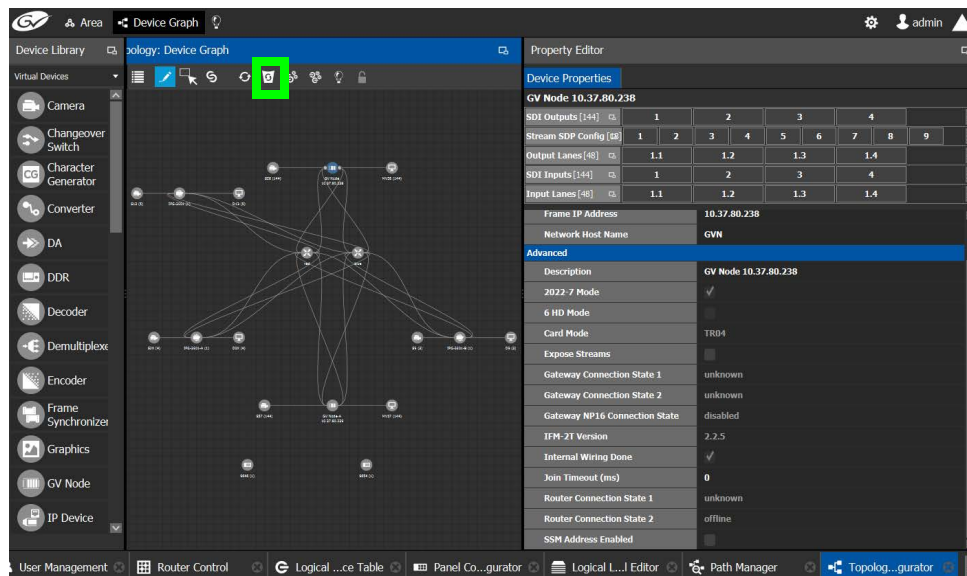 GV Area Device Graph admin
Device Library
pology: Device Graph
Property Editor
Virtual Devices
Camera
Changeover
Switch
CG
Character
Generator
Converter
DA
DDR
Decoder
Demultiplexe
Encoder
Frame
Synchronizer
Graphics
GV Node
IP Device
GV Node
10.37.80.238
Device Properties
GV Node 10.37.80.238
SDI Outputs [144] 1 2 3 4
Stream SDP Config [18] 1 2 3 4 5 6 7 8 9
Output Lanes [48] 1.1 1.2 1.3 1.4
SDI Inputs [144] 1 2 3 4
Input Lanes [48] 1.1 1.2 1.3 1.4
Frame IP Address 10.37.80.238
Network Host Name GVN
Advanced
Description GV Node 10.37.80.238
2022-7 Mode
6 HD Mode
Card Mode TR04
Expose Streams
Gateway Connection State 1 unknown
Gateway Connection State 2 unknown
Gateway NP16 Connection State disabled
IFM-2T Version 2.2.5
Internal Wiring Done
Join Timeout (ms) 0
Router Connection State 1 unknown
Router Connection State 2 offline
SSM Address Enabled
User Management Router Control Logical ...ce Table Panel Co...gurator Logical L...l Editor Path Manager Topolog...gurator